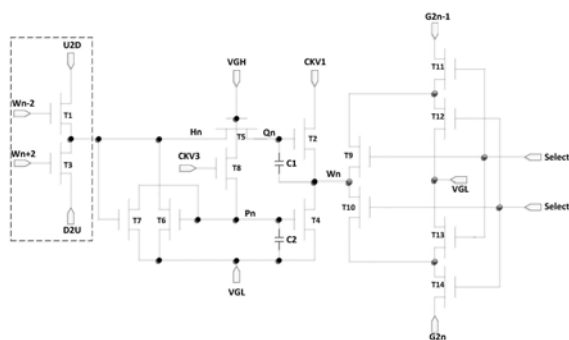 U2D
Wn-2
T1
Wn+2
T3
D2U
VGH
CKV1
Hn
T5
Qn
T2
C1
CKV3
T8
Wn
T7
T6
Pn
T4
C2
VGL
G2n-1
T11
T12
T9
Select
VGL
T10
Select
T13
T14
G2n